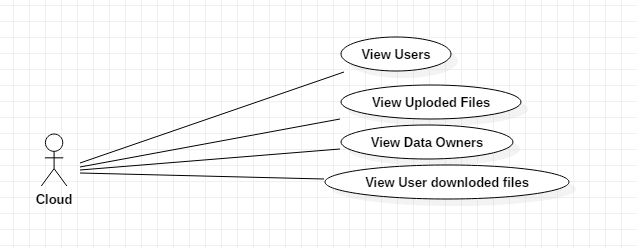 View Users
View Uploded Files
View Data Owners
View User downloded files
Cloud